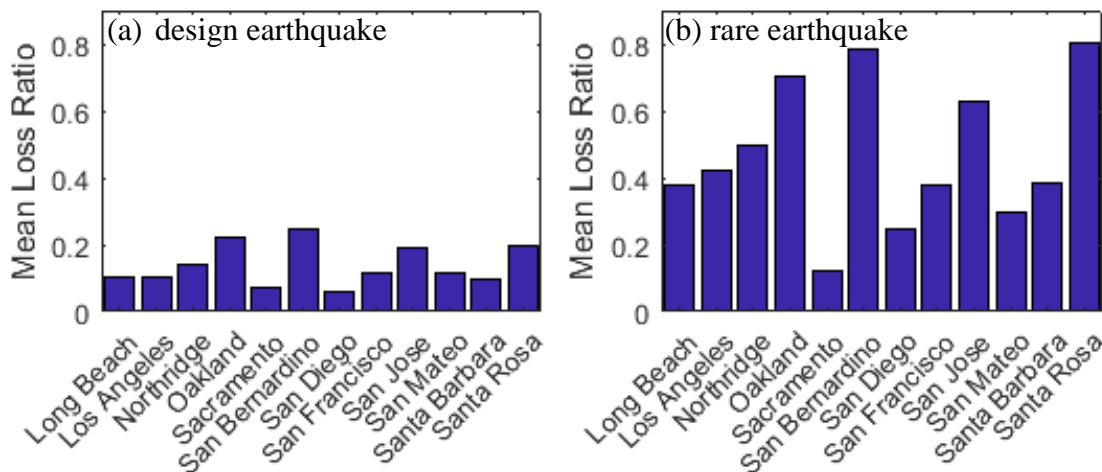 (a) design earthquake
Mean Loss Ratio
0.8
0.6
0.4
0.2
0
Long Beach
Los Angeles
Northridge
Oakland
Sacramento
San Bernardino
San Diego
San Francisco
San Jose
San Mateo
Santa Barbara
Santa Rosa
(b) rare earthquake
Mean Loss Ratio
0.8
0.6
0.4
0.2
0
Long Beach
Los Angeles
Northridge
Oakland
Sacramento
San Bernardino
San Diego
San Francisco
San Jose
San Mateo
Santa Barbara
Santa Rosa